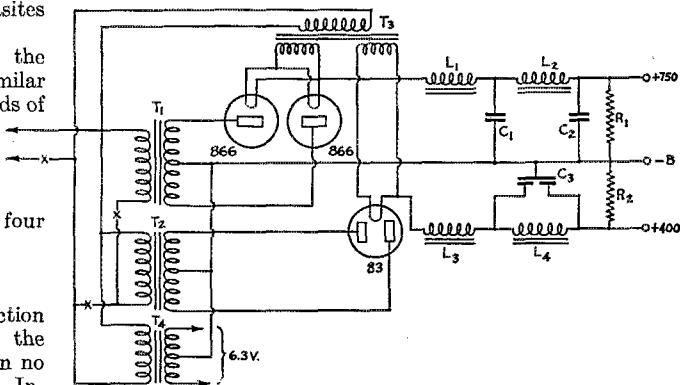 sites
the
milar
ds of
four
ction
the
n no
In-
T3
L1
L2
+750
C1
C2
R1
T1
866
866
-B
C3
R2
T2
83
L3
L4
+400
T4
6.3V.
x
x
x